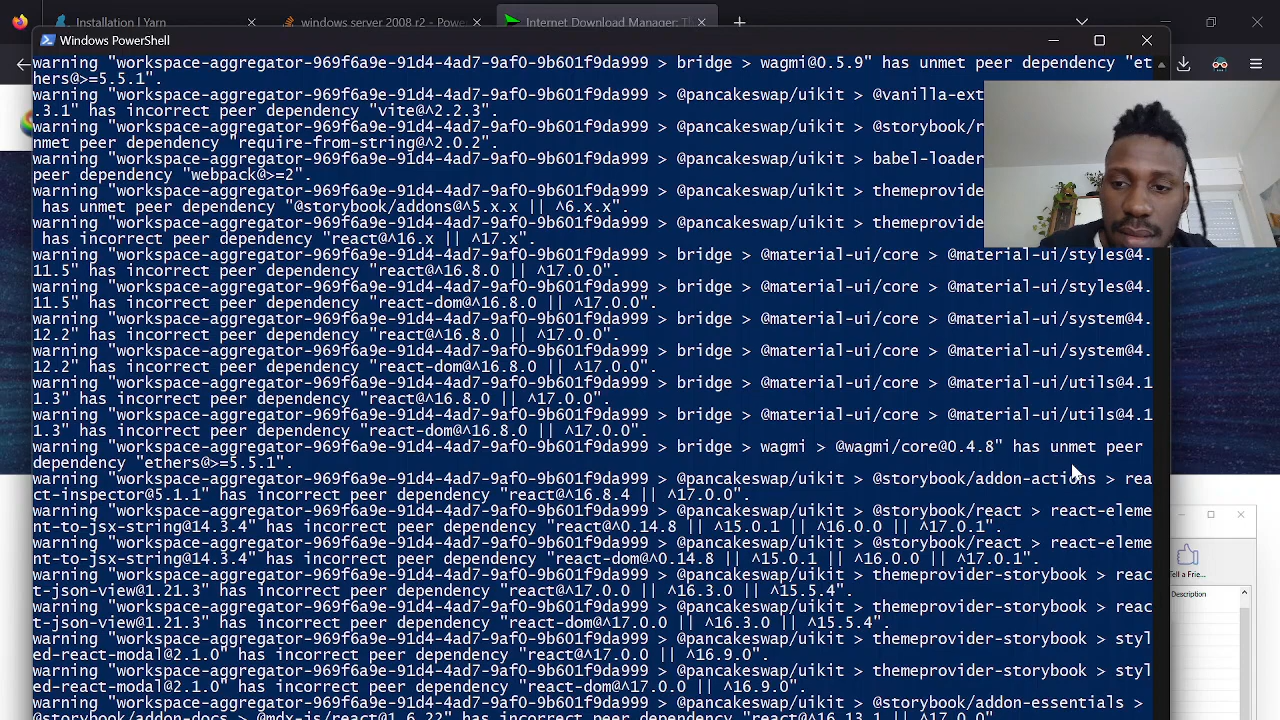 Installation | Yarn
windows server 2008 r2 - Powe
Internet Download Manager: Th
Windows PowerShell
warning "workspace-aggregator-969f6a9e-91d4-4ad7-9af0-9b601f9da999 > bridge > wagmi@0.5.9" has unmet peer dependency "et
hers@>=5.5.1".
warning "workspace-aggregator-969f6a9e-91d4-4ad7-9af0-9b601f9da999 > @pancakeswap/uikit > @vanilla-ext
.3.1" has incorrect peer dependency "vite@^2.2.3".
warning "workspace-aggregator-969f6a9e-91d4-4ad7-9af0-9b601f9da999 > @pancakeswap/uikit > @storybook/r
nmet peer dependency "require-from-string@^2.0.2".
warning "workspace-aggregator-969f6a9e-91d4-4ad7-9af0-9b601f9da999 > @pancakeswap/uikit > babel-loader
peer dependency "webpack@>=2".
warning "workspace-aggregator-969f6a9e-91d4-4ad7-9af0-9b601f9da999 > @pancakeswap/uikit > themeprovider
has unmet peer dependency "@storybook/addons@^5.x.x || ^6.x.x".
warning "workspace-aggregator-969f6a9e-91d4-4ad7-9af0-9b601f9da999 > @pancakeswap/uikit > themeprovider
has incorrect peer dependency "react@^16.x || ^17.x".
warning "workspace-aggregator-969f6a9e-91d4-4ad7-9af0-9b601f9da999 > bridge > @material-ui/core > @material-ui/styles@4.
11.5" has incorrect peer dependency "react@^16.8.0 || ^17.0.0".
warning "workspace-aggregator-969f6a9e-91d4-4ad7-9af0-9b601f9da999 > bridge > @material-ui/core > @material-ui/styles@4.
11.5" has incorrect peer dependency "react-dom@^16.8.0 || ^17.0.0".
warning "workspace-aggregator-969f6a9e-91d4-4ad7-9af0-9b601f9da999 > bridge > @material-ui/core > @material-ui/system@4.
12.2" has incorrect peer dependency "react@^16.8.0 || ^17.0.0".
warning "workspace-aggregator-969f6a9e-91d4-4ad7-9af0-9b601f9da999 > bridge > @material-ui/core > @material-ui/system@4.
12.2" has incorrect peer dependency "react-dom@^16.8.0 || ^17.0.0".
warning "workspace-aggregator-969f6a9e-91d4-4ad7-9af0-9b601f9da999 > bridge > @material-ui/core > @material-ui/utils@4.1
1.3" has incorrect peer dependency "react@^16.8.0 || ^17.0.0".
warning "workspace-aggregator-969f6a9e-91d4-4ad7-9af0-9b601f9da999 > bridge > @material-ui/core > @material-ui/utils@4.1
1.3" has incorrect peer dependency "react-dom@^16.8.0 || ^17.0.0".
warning "workspace-aggregator-969f6a9e-91d4-4ad7-9af0-9b601f9da999 > bridge > wagmi > @wagmi/core@0.4.8" has unmet peer
dependency "ethers@>=5.5.1".
warning "workspace-aggregator-969f6a9e-91d4-4ad7-9af0-9b601f9da999 > @pancakeswap/uikit > @storybook/addon-actions > rea
ct-inspector@5.1.1" has incorrect peer dependency "react@^16.8.4 || ^17.0.0".
warning "workspace-aggregator-969f6a9e-91d4-4ad7-9af0-9b601f9da999 > @pancakeswap/uikit > @storybook/react > react-eleme
nt-to-jsx-string@14.3.4" has incorrect peer dependency "react@^0.14.8 || ^15.0.1 || ^16.0.0 || ^17.0.1".
warning "workspace-aggregator-969f6a9e-91d4-4ad7-9af0-9b601f9da999 > @pancakeswap/uikit > @storybook/react > react-eleme
nt-to-jsx-string@14.3.4" has incorrect peer dependency "react-dom@^0.14.8 || ^15.0.1 || ^16.0.0 || ^17.0.1".
warning "workspace-aggregator-969f6a9e-91d4-4ad7-9af0-9b601f9da999 > @pancakeswap/uikit > themeprovider-storybook > reac
t-json-view@1.21.3" has incorrect peer dependency "react@^17.0.0 || ^16.3.0 || ^15.5.4".
warning "workspace-aggregator-969f6a9e-91d4-4ad7-9af0-9b601f9da999 > @pancakeswap/uikit > themeprovider-storybook > reac
t-json-view@1.21.3" has incorrect peer dependency "react-dom@^17.0.0 || ^16.3.0 || ^15.5.4".
warning "workspace-aggregator-969f6a9e-91d4-4ad7-9af0-9b601f9da999 > @pancakeswap/uikit > themeprovider-storybook > styl
ed-react-modal@2.1.0" has incorrect peer dependency "react@^17.0.0 || ^16.9.0".
warning "workspace-aggregator-969f6a9e-91d4-4ad7-9af0-9b601f9da999 > @pancakeswap/uikit > themeprovider-storybook > styl
ed-react-modal@2.1.0" has incorrect peer dependency "react-dom@^17.0.0 || ^16.9.0".
warning "workspace-aggregator-969f6a9e-91d4-4ad7-9af0-9b601f9da999 > @pancakeswap/uikit > @storybook/addon-essentials >
@storybook/addon-docs > @mdx-js/react@1.6.22" has incorrect peer dependency "react@^16.13.1 || ^17.0.0".
Tell a Frie...
Description